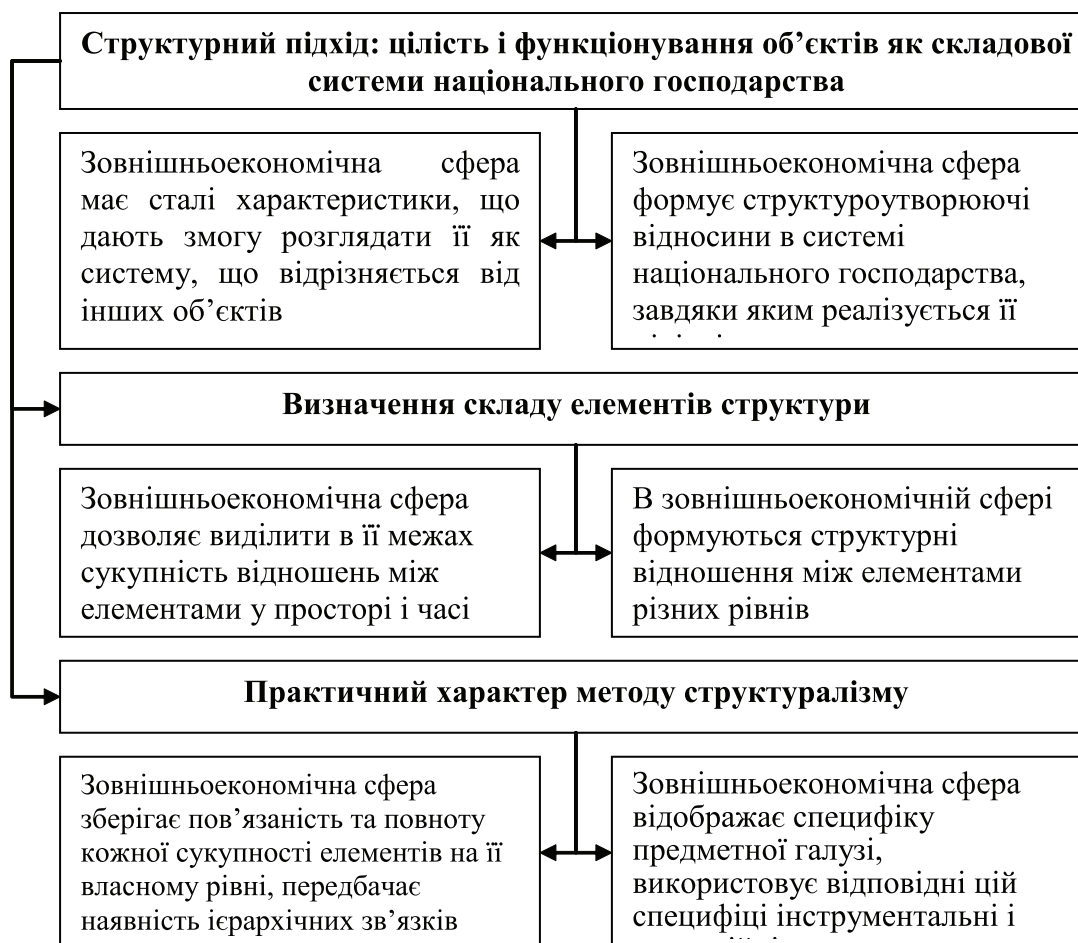 Структурний підхід: цілість і функціонування об’єктів як складової
системи національного господарства
Зовнішньоекономічна сфера
має сталі характеристики, що
дають змогу розглядати її як
систему, що відрізняється від
інших об’єктів
Зовнішньоекономічна сфера
формує структуроутворюючі
відносини в системі
національного господарства,
завдяки яким реалізується її
Визначення складу елементів структури
Зовнішньоекономічна сфера
дозволяє виділити в її межах
сукупність відношень між
елементами у просторі і часі
В зовнішньоекономічній сфері
формуються структурні
відношення між елементами
різних рівнів
Практичний характер методу структуралізму
Зовнішньоекономічна сфера
зберігає пов’язаність та повноту
кожної сукупності елементів на її
власному рівні, передбачає
наявність ієрархічних зв’язків
Зовнішньоекономічна сфера
відображає специфіку
предметної галузі,
використовує відповідні цій
специфіці інструментальні і